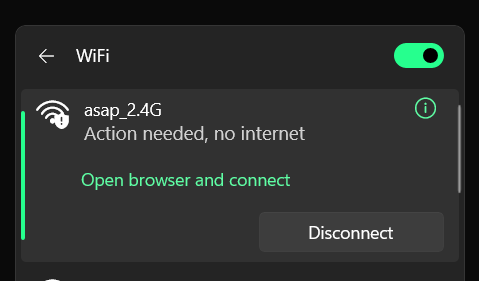 WiFi
asap_2.4G
Action needed, no internet
Open browser and connect
Disconnect